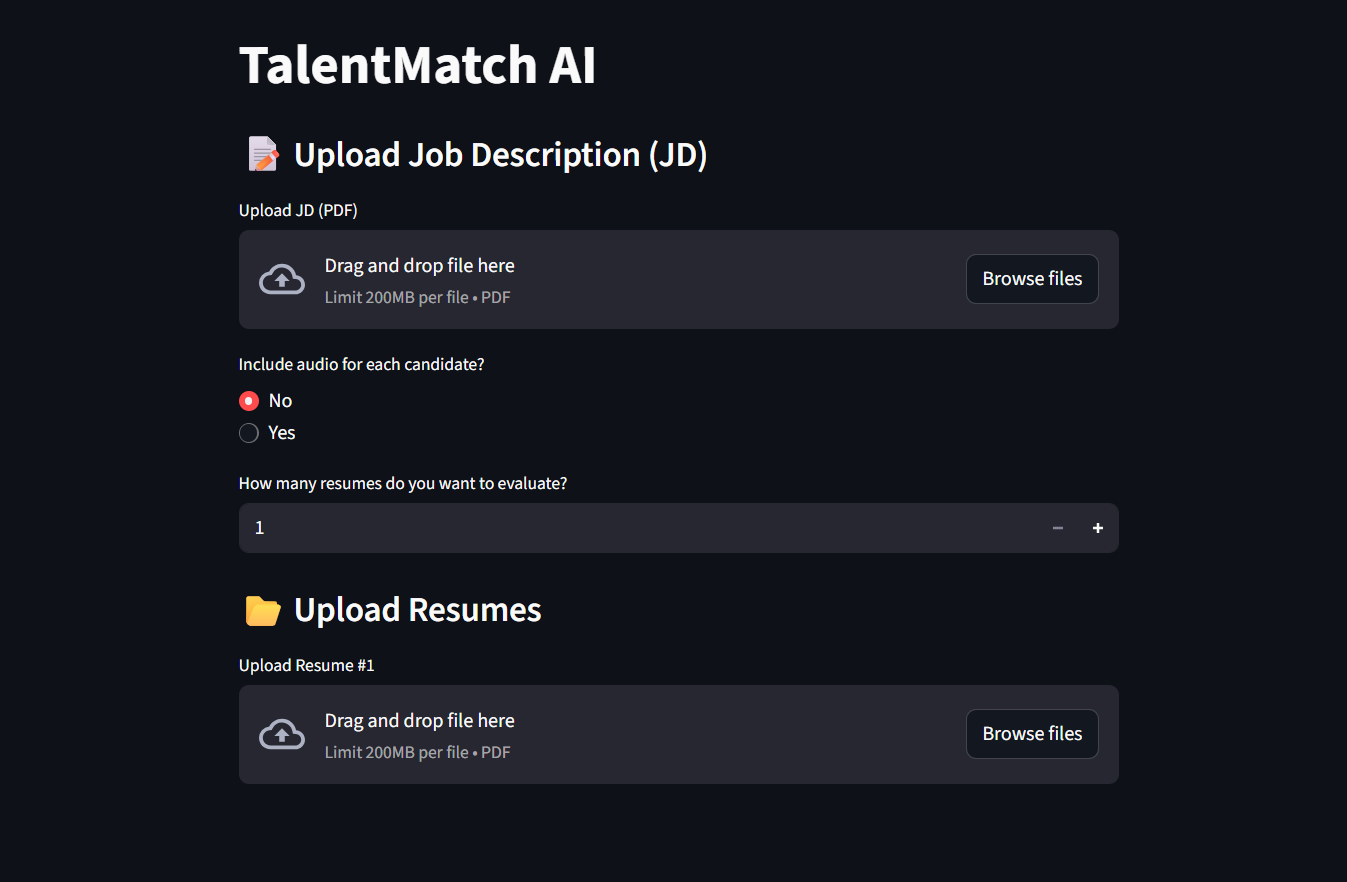 TalentMatch AI
Upload Job Description (JD)
Upload JD (PDF)
Drag and drop file here
Limit 200MB per file • PDF
Browse files
Include audio for each candidate?
No
Yes
How many resumes do you want to evaluate?
1
Upload Resumes
Upload Resume #1
Drag and drop file here
Limit 200MB per file • PDF
Browse files